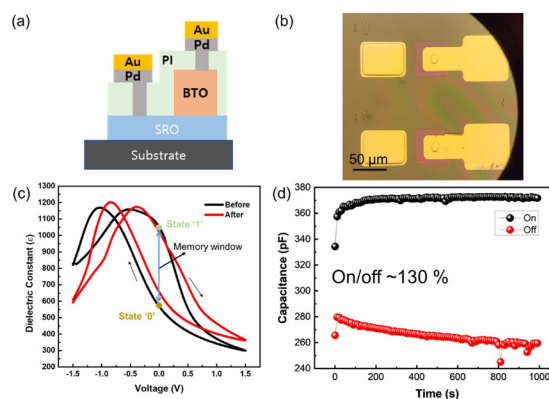 (a)
Au
Pd
PI
Au
Pd
BTO
SRO
Substrate
(b)
50 μm
(c)
Dielectric Constant (ε)
1300
1200
1100
1000
900
800
700
600
500
400
300
Before
After
State ‘1’
Memory window
State ‘0’
-1.5 -1.0 -0.5 0.0 0.5 1.0 1.5
Voltage (V)
(d)
Capacitance (pF)
400
380
360
340
320
300
280
260
240
On
Off
On/off ~130 %
0 200 400 600 800 1000
Time (s)